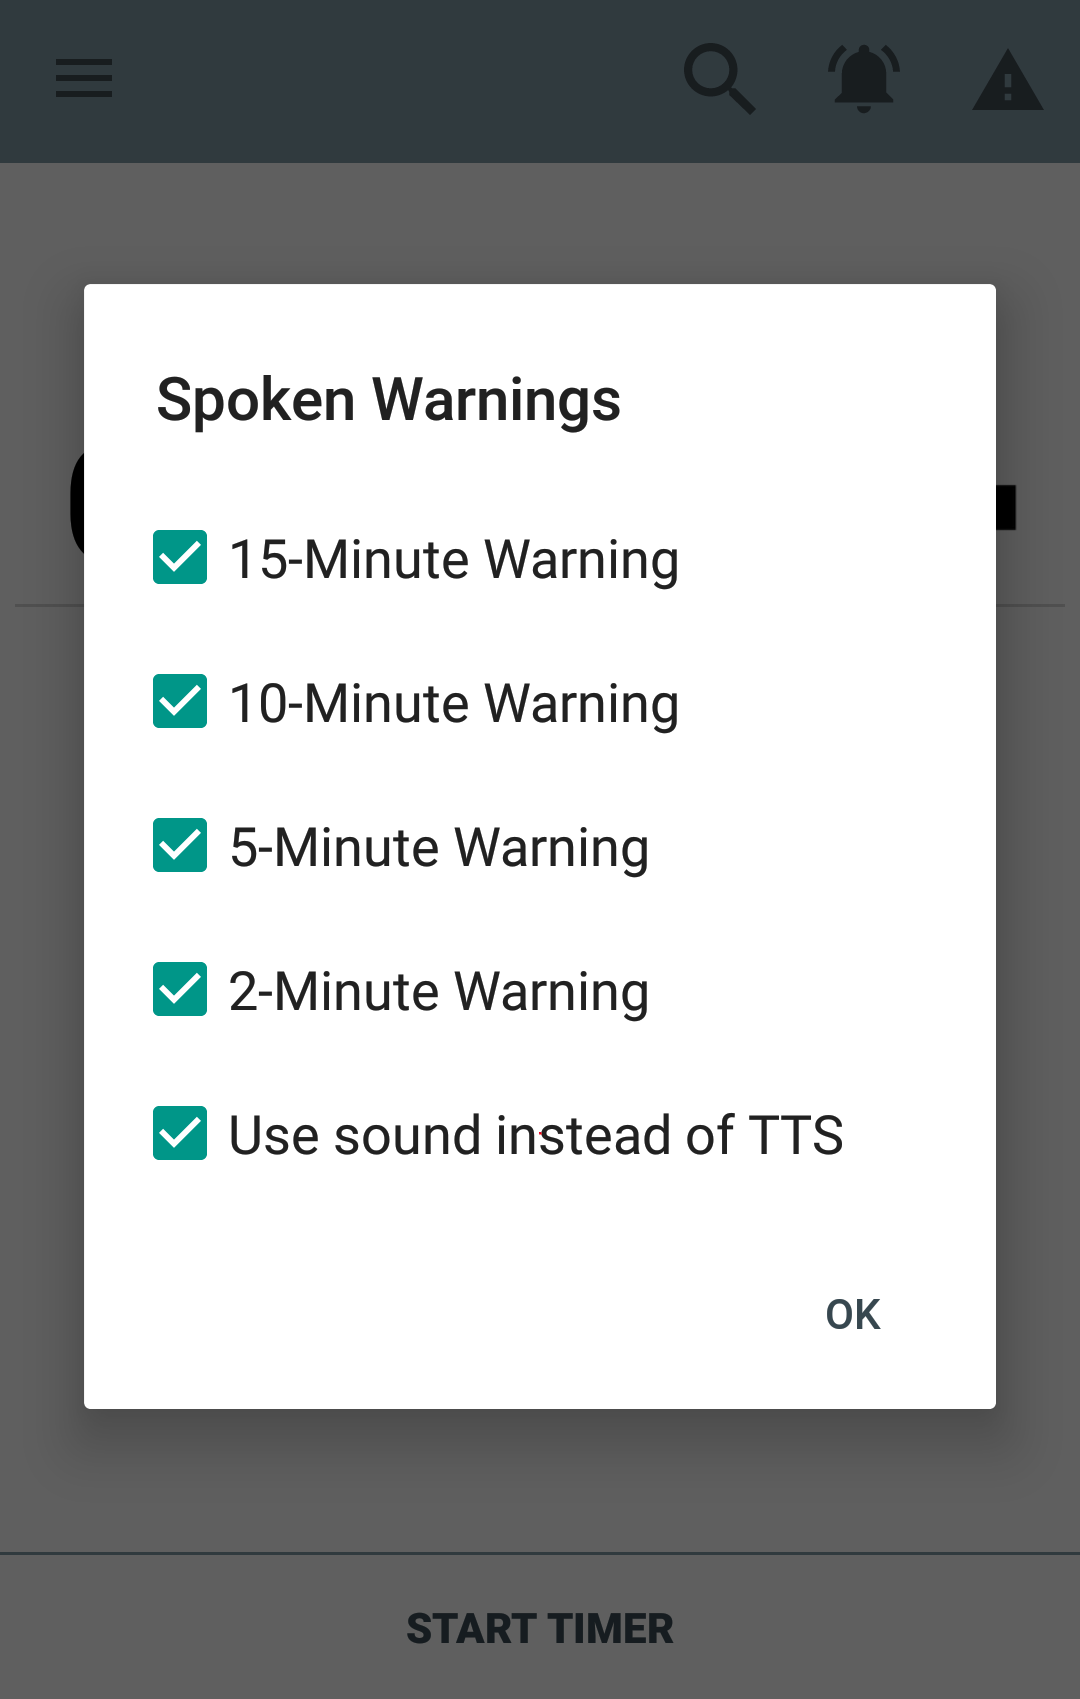 Spoken Warnings
15-Minute Warning
10-Minute Warning
5-Minute Warning
2-Minute Warning
Use sound instead of TTS
OK
START TIMER